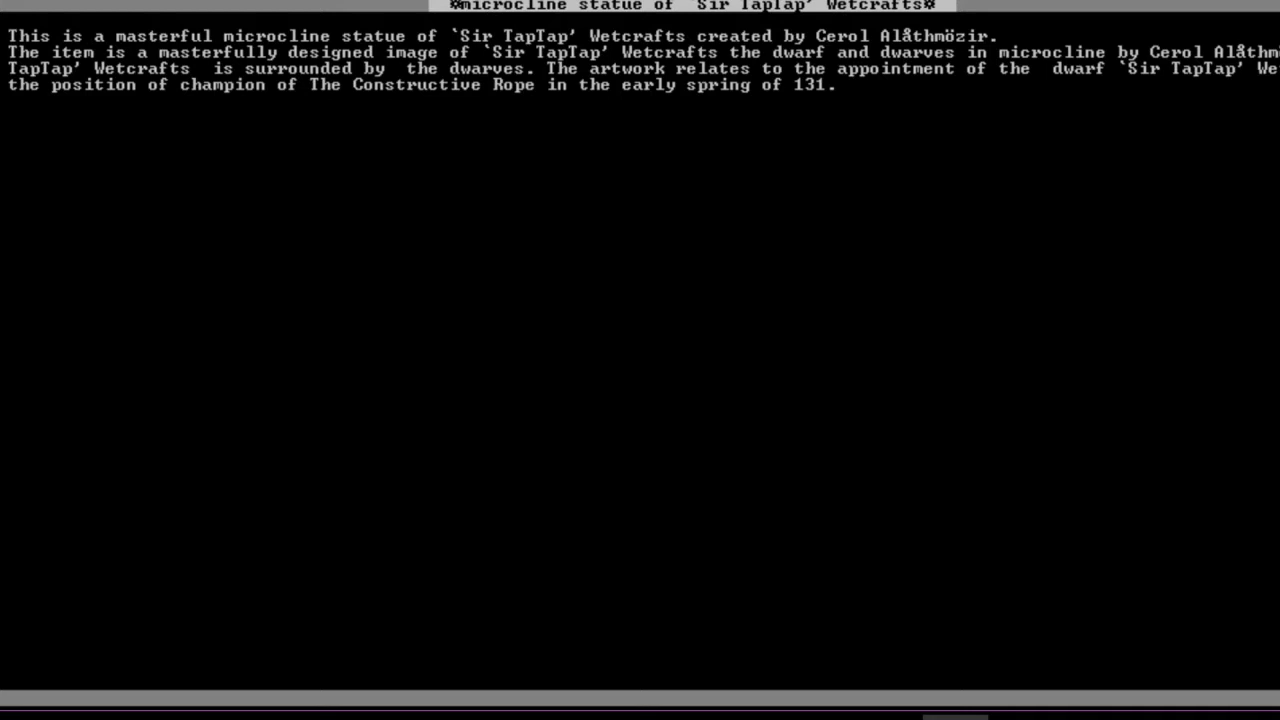 ☼microcline statue of `Sir TapTap' Wetcrafts☼
This is a masterful microcline statue of `Sir TapTap' Wetcrafts created by Cerol Alåthmözir.
The item is a masterfully designed image of `Sir TapTap' Wetcrafts the dwarf and dwarves in microcline by Cerol Alåthm
TapTap' Wetcrafts  is surrounded by  the dwarves. The artwork relates to the appointment of the  dwarf `Sir TapTap' We
the position of champion of The Constructive Rope in the early spring of 131.